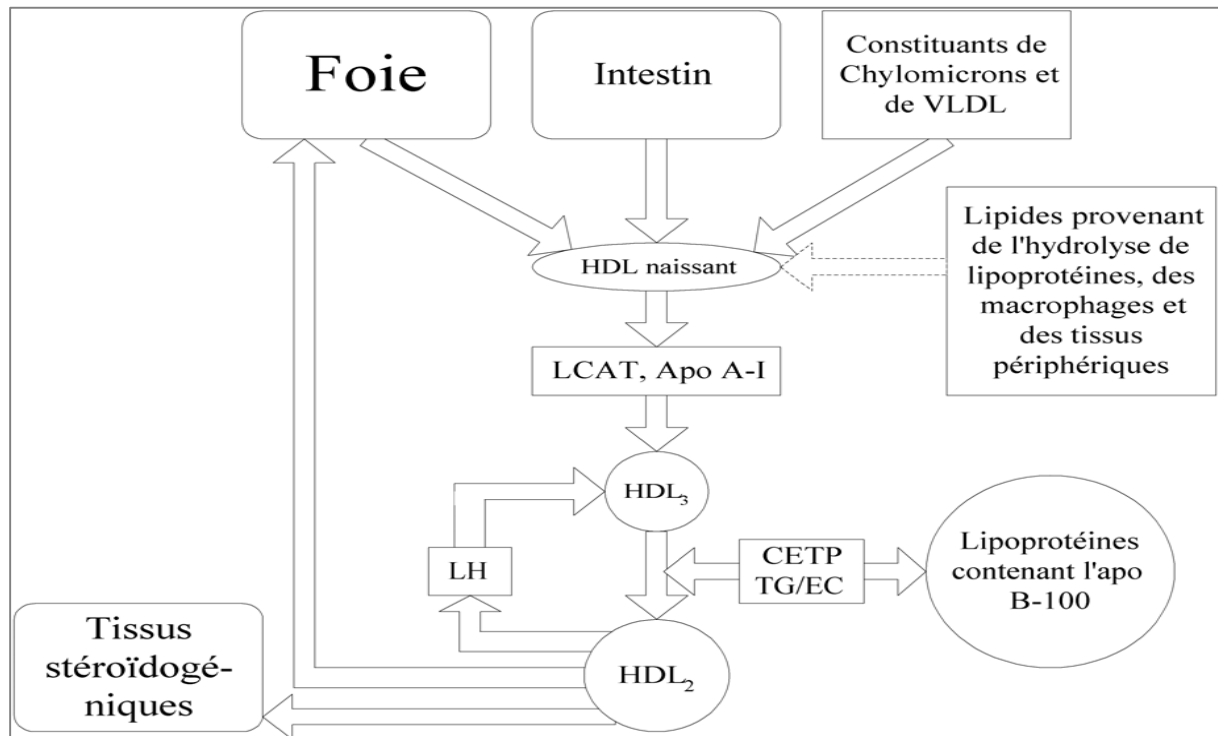 Foie
Intestin
Constituants de
Chylomicrons et
de VLDL
Lipides provenant
de l'hydrolyse de
lipoprotéines, des
macrophages et
des tissus
périphériques
HDL naissant
LCAT, Apo A-I
HDL3
LH
CETP
TG/EC
Lipoprotéines
contenant l'apo
B-100
Tissus
stéroïdogé-
niques
HDL2